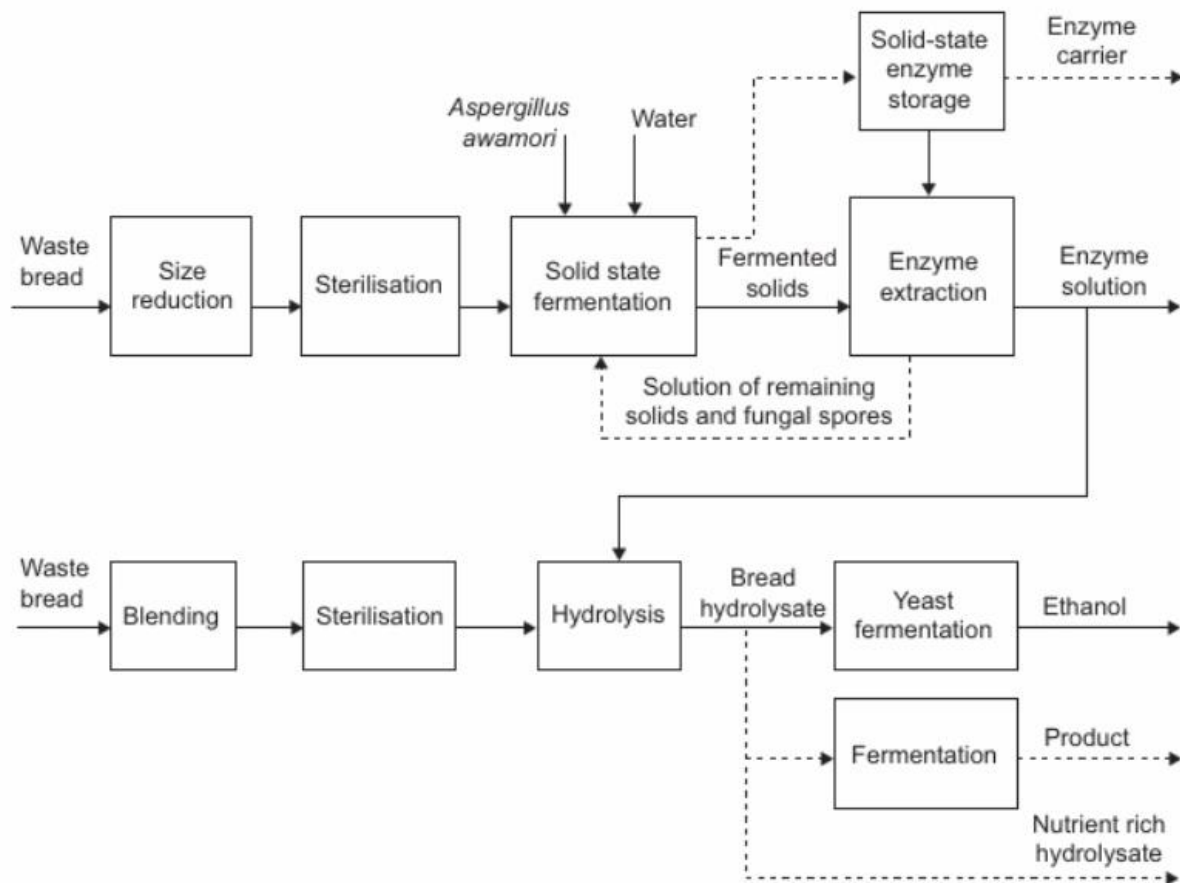 Solid-state
enzyme
storage
Enzyme
carrier
Aspergillus
awamori
Water
Waste
bread
Size
reduction
Sterilisation
Solid state
fermentation
Fermented
solids
Enzyme
extraction
Enzyme
solution
Solution of remaining
solids and fungal spores
Waste
bread
Blending
Sterilisation
Hydrolysis
Bread
hydrolysate
Yeast
fermentation
Ethanol
Fermentation
Product
Nutrient rich
hydrolysate